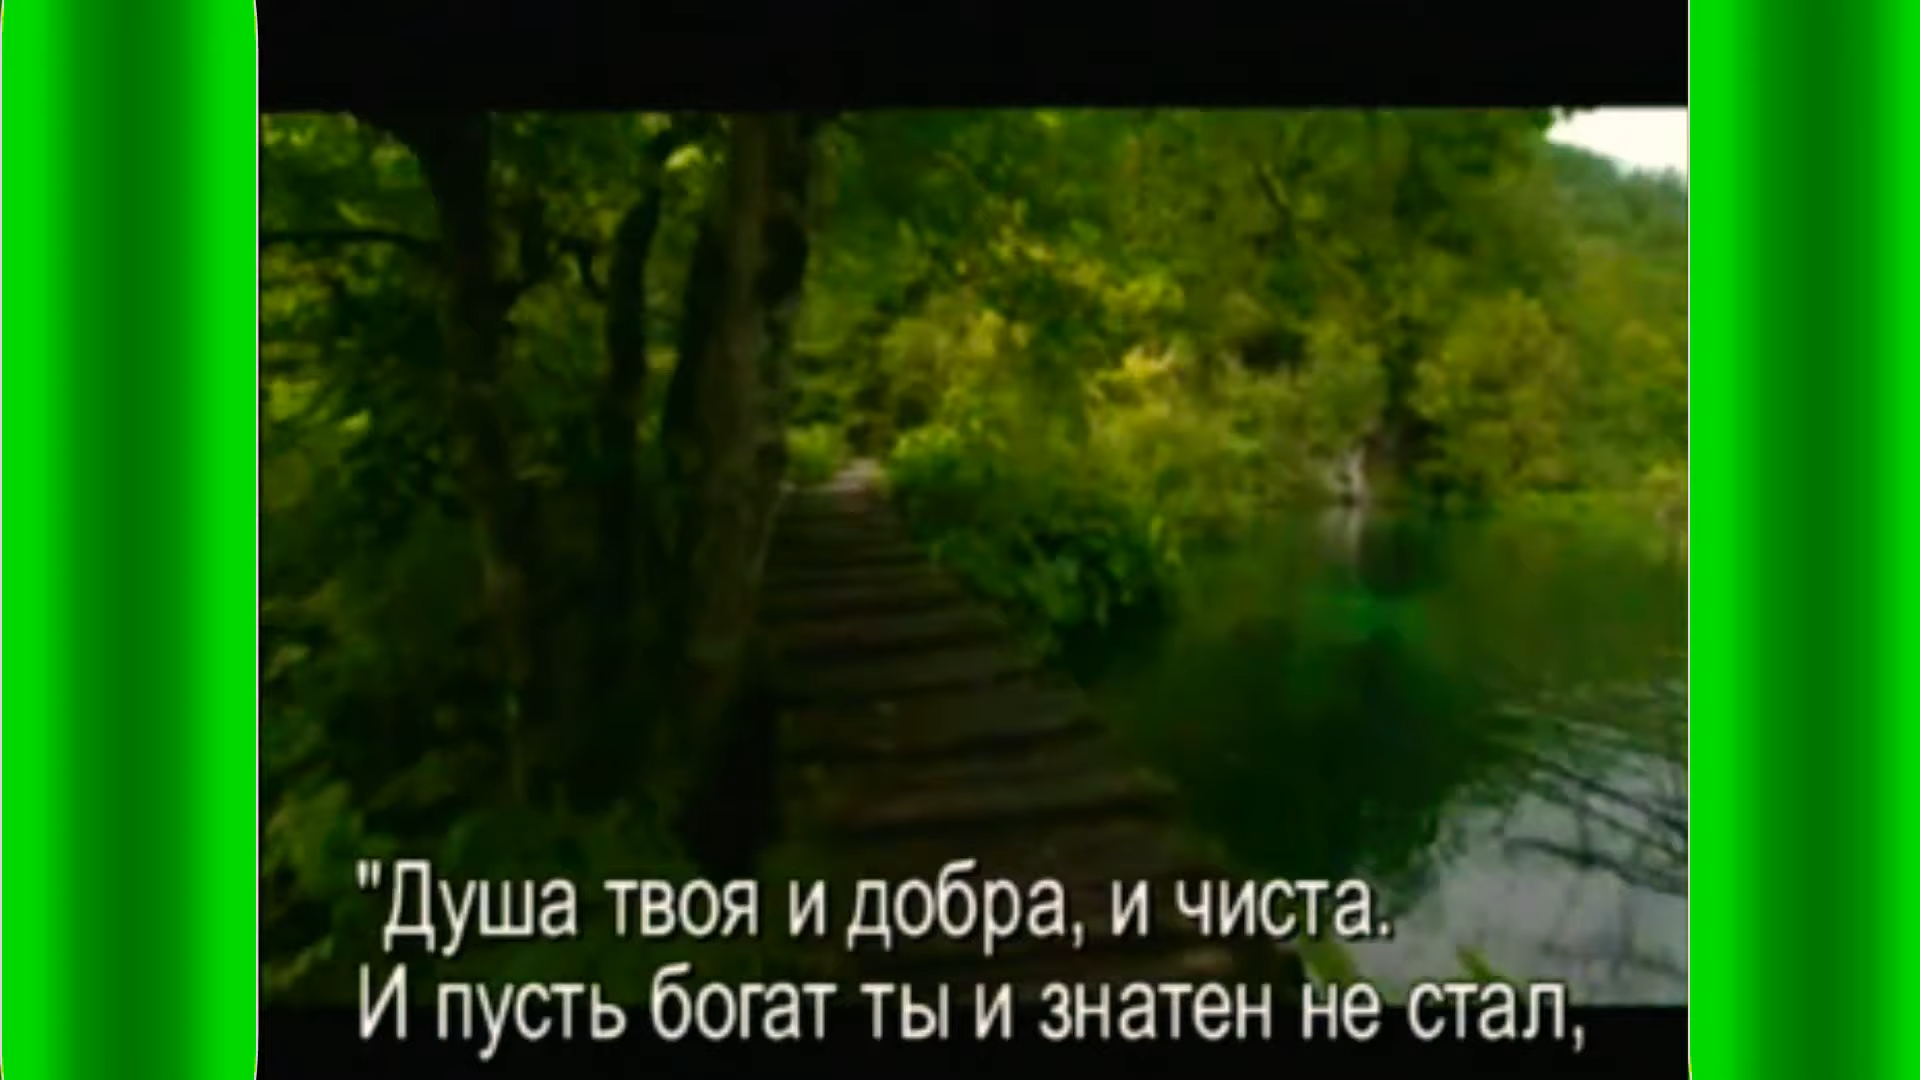 "Душа твоя и добра, и чиста.
И пусть богат ты и знатен не стал,